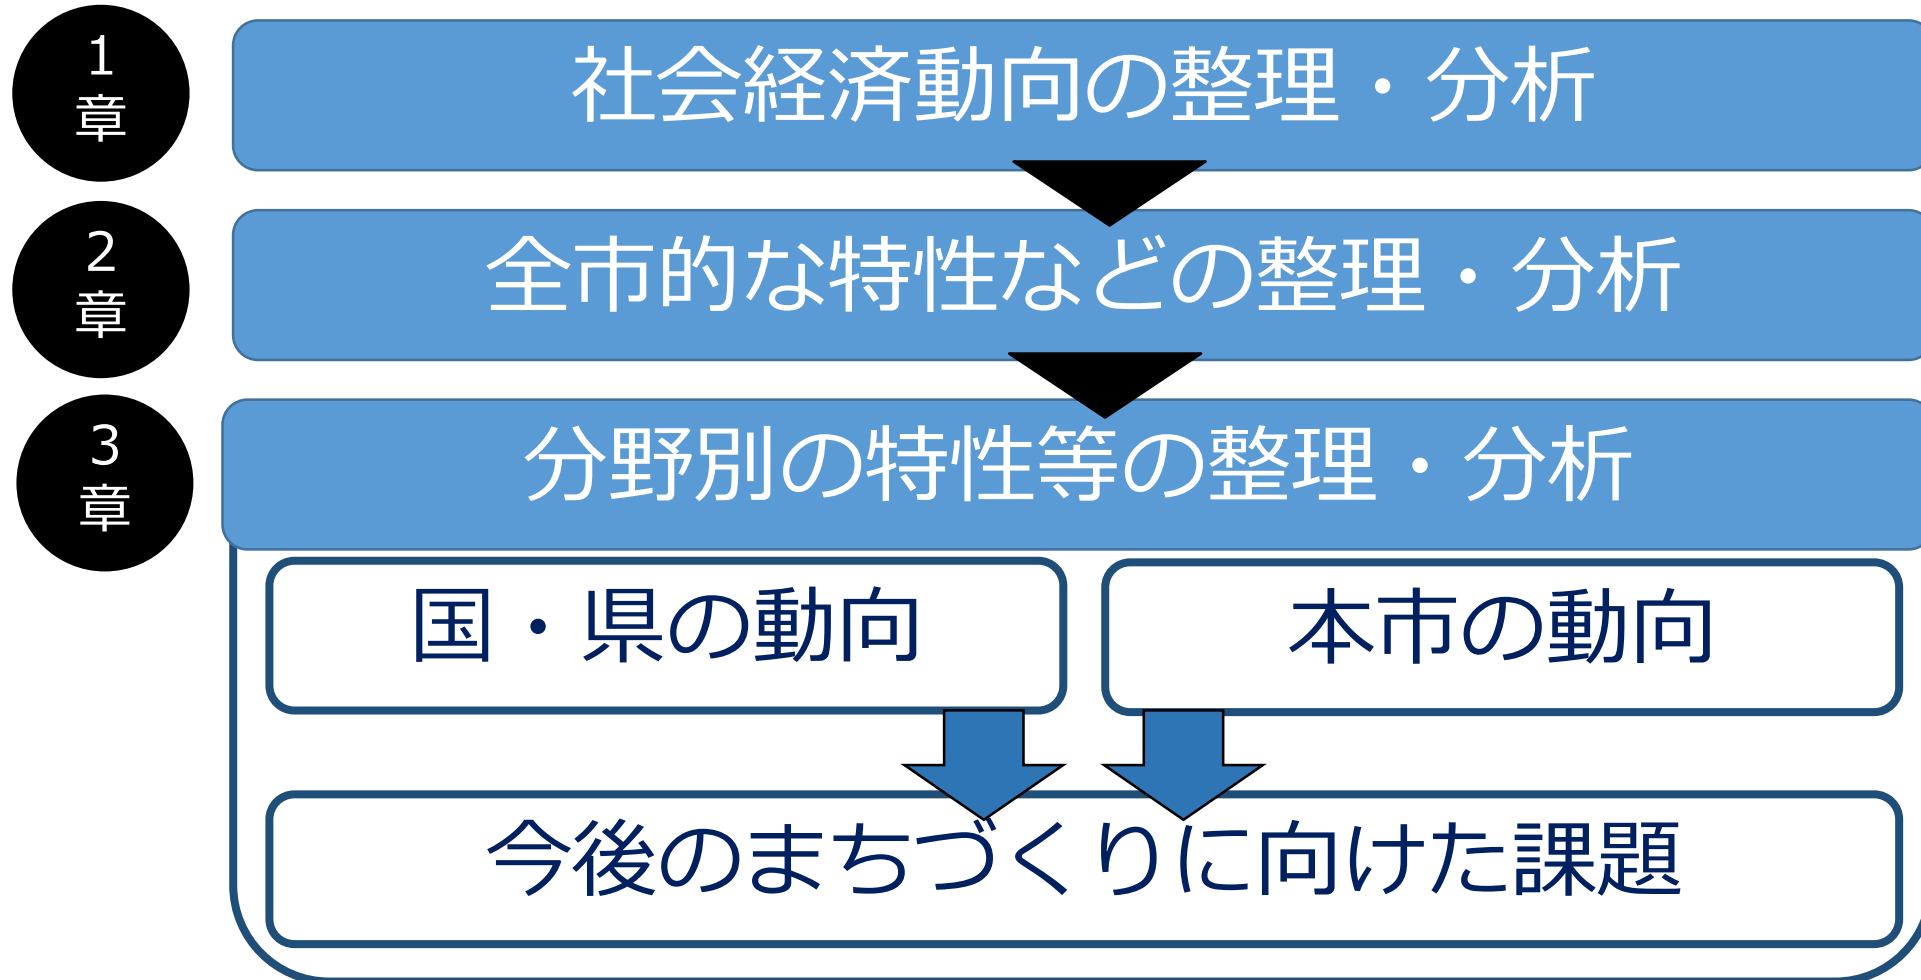 1
章
社会経済動向の整理・分析
2
章
全市的な特性などの整理・分析
3
章
分野別の特性等の整理・分析
国・県の動向
本市の動向
今後のまちづくりに向けた課題